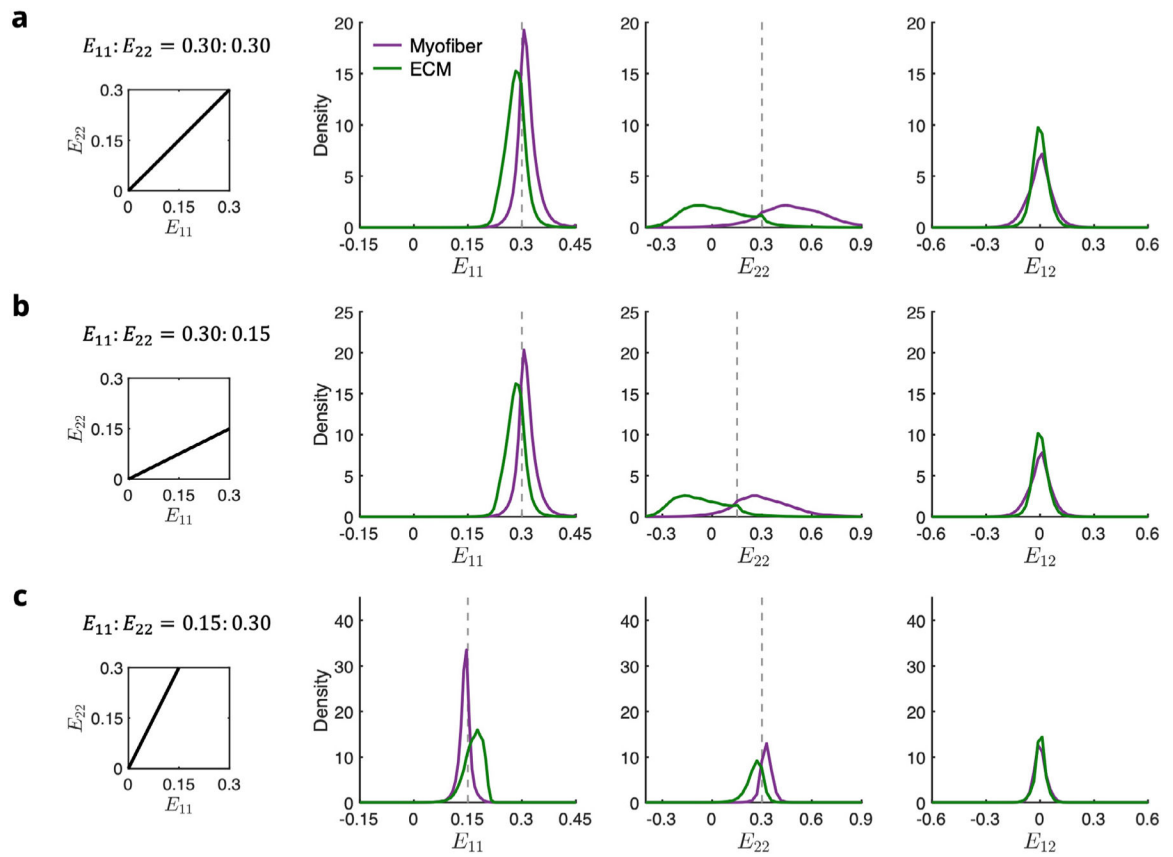 a
E₁₁: E₂₂ = 0.30: 0.30
0.3
0.15
0
E₂₂
0 0.15 0.3
E₁₁
20
15
10
5
0
Density
Myofiber
ECM
-0.15 0 0.15 0.3 0.45
E₁₁
20
15
10
5
0
-0.3 0 0.3 0.6 0.9
E₂₂
20
15
10
5
0
-0.6 -0.3 0 0.3 0.6
E₁₂
b
E₁₁: E₂₂ = 0.30: 0.15
0.3
0.15
0
E₂₂
0 0.15 0.3
E₁₁
25
20
15
10
5
0
Density
-0.15 0 0.15 0.3 0.45
E₁₁
25
20
15
10
5
0
-0.3 0 0.3 0.6 0.9
E₂₂
25
20
15
10
5
0
-0.6 -0.3 0 0.3 0.6
E₁₂
c
E₁₁: E₂₂ = 0.15: 0.30
0.3
0.15
0
E₂₂
0 0.15 0.3
E₁₁
40
30
20
10
0
Density
-0.15 0 0.15 0.3 0.45
E₁₁
40
30
20
10
0
-0.3 0 0.3 0.6 0.9
E₂₂
40
30
20
10
0
-0.6 -0.3 0 0.3 0.6
E₁₂